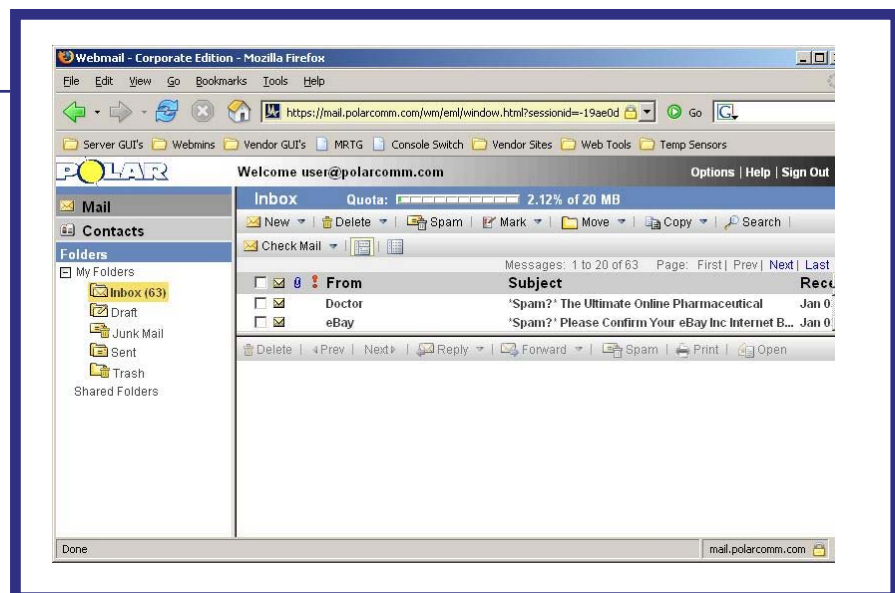 Webmail - Corporate Edition - Mozilla Firefox
File Edit View Go Bookmarks Tools Help
https://mail.polarcomm.com/wm/eml/window.html?sessionid=-19ae0d Go G
Server GUI's Webmins Vendor GUI's MRTG Console Switch Vendor Sites Web Tools Temp Sensors
POLAR Welcome user@polarcomm.com Options | Help | Sign Out
Mail
Contacts
Folders
My Folders
Inbox (63)
Draft
Junk Mail
Sent
Trash
Shared Folders
Inbox Quota: 2.12% of 20 MB
New | Delete | Spam | Mark | Move | Copy | Search |
Check Mail
Messages: 1 to 20 of 63 Page: First | Prev | Next | Last
From Subject Rece
Doctor *Spam?* The Ultimate Online Pharmaceutical Jan 0
eBay *Spam?* Please Confirm Your eBay Inc Internet B... Jan 0
Delete | Prev | Next | Reply | Forward | Spam | Print | Open
Done mail.polarcomm.com